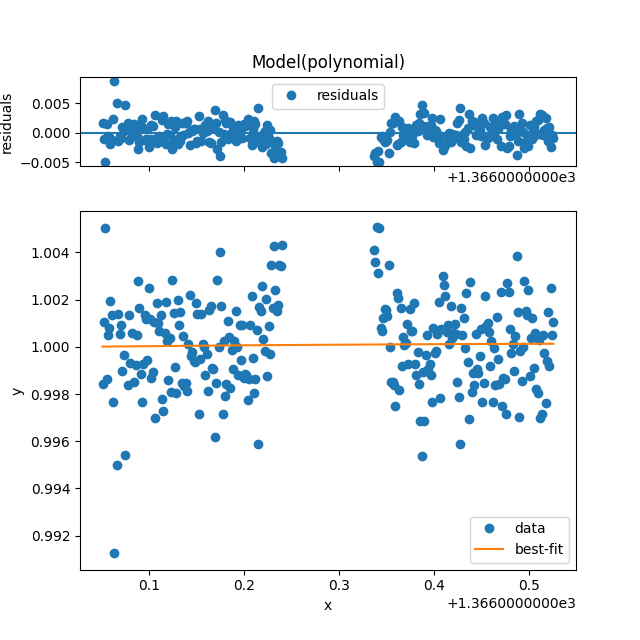 Model(polynomial)
residuals
0.005
0.000
−0.005
residuals
+1.3660000000e3
y
1.004
1.002
1.000
0.998
0.996
0.994
0.992
data
best-fit
0.1 0.2 0.3 0.4 0.5
x
+1.3660000000e3